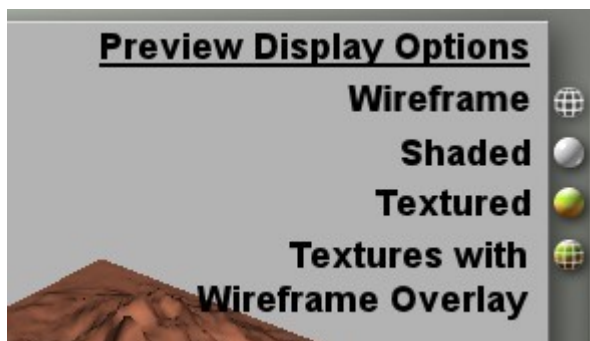 Preview Display Options
Wireframe
Shaded
Textured
Textures with
Wireframe Overlay